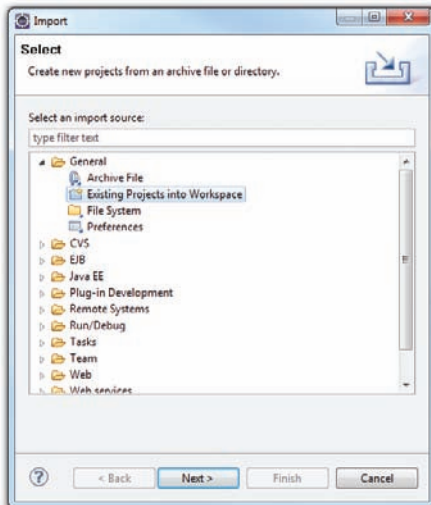 Import
Select
Create new projects from an archive file or directory.
Select an import source:
type filter text
General
Archive File
Existing Projects into Workspace
File System
Preferences
CVS
EJB
Java EE
Plug-in Development
Remote Systems
Run/Debug
Tasks
Team
Web
Web services
< Back Next > Finish Cancel